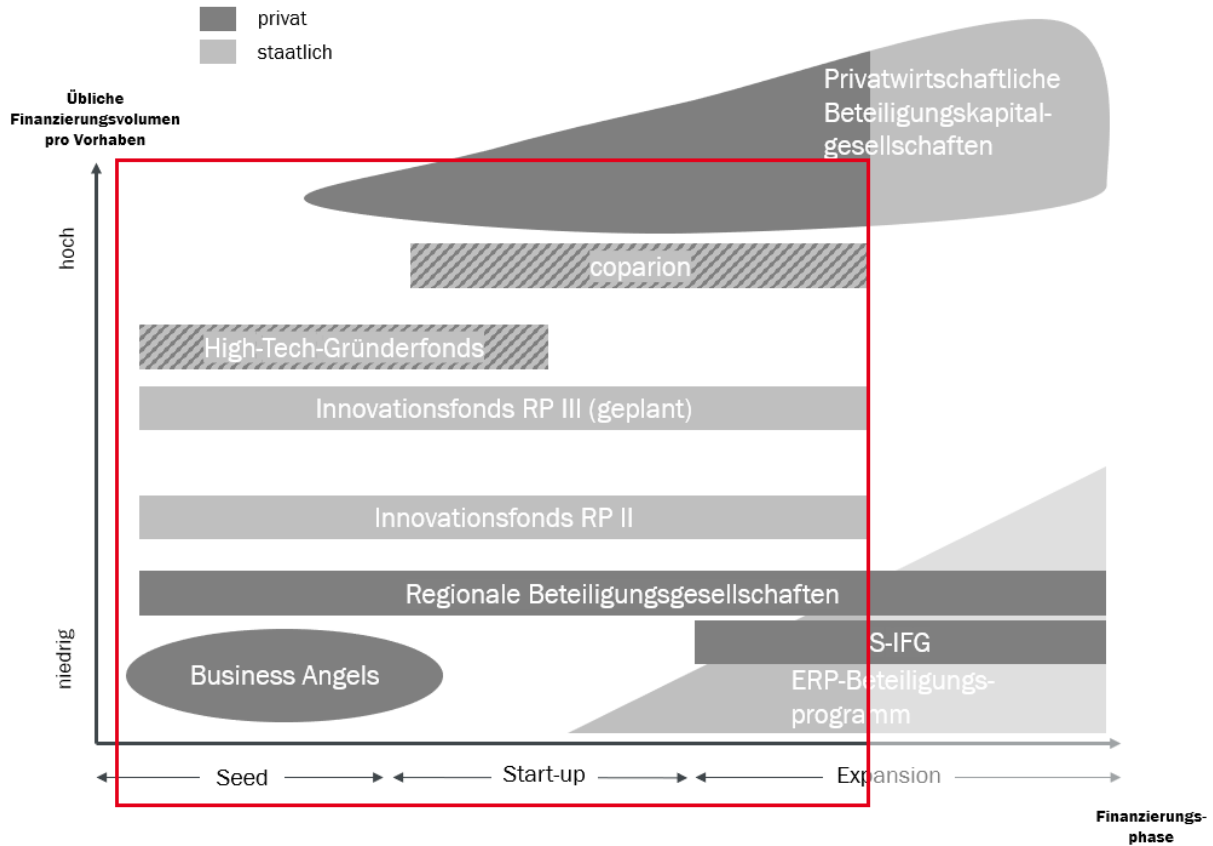 privat
staatlich
Übliche
Finanzierungsvolumen
pro Vorhaben
Privatwirtschaftliche
Beteiligungskapital-
gesellschaften
hoch
coparion
High-Tech-Gründerfonds
Innovationsfonds RP III (geplant)
Innovationsfonds RP II
Regionale Beteiligungsgesellschaften
niedrig
S-IFG
Business Angels
ERP-Beteiligungs-
programm
Seed
Start-up
Expansion
Finanzierungs-
phase